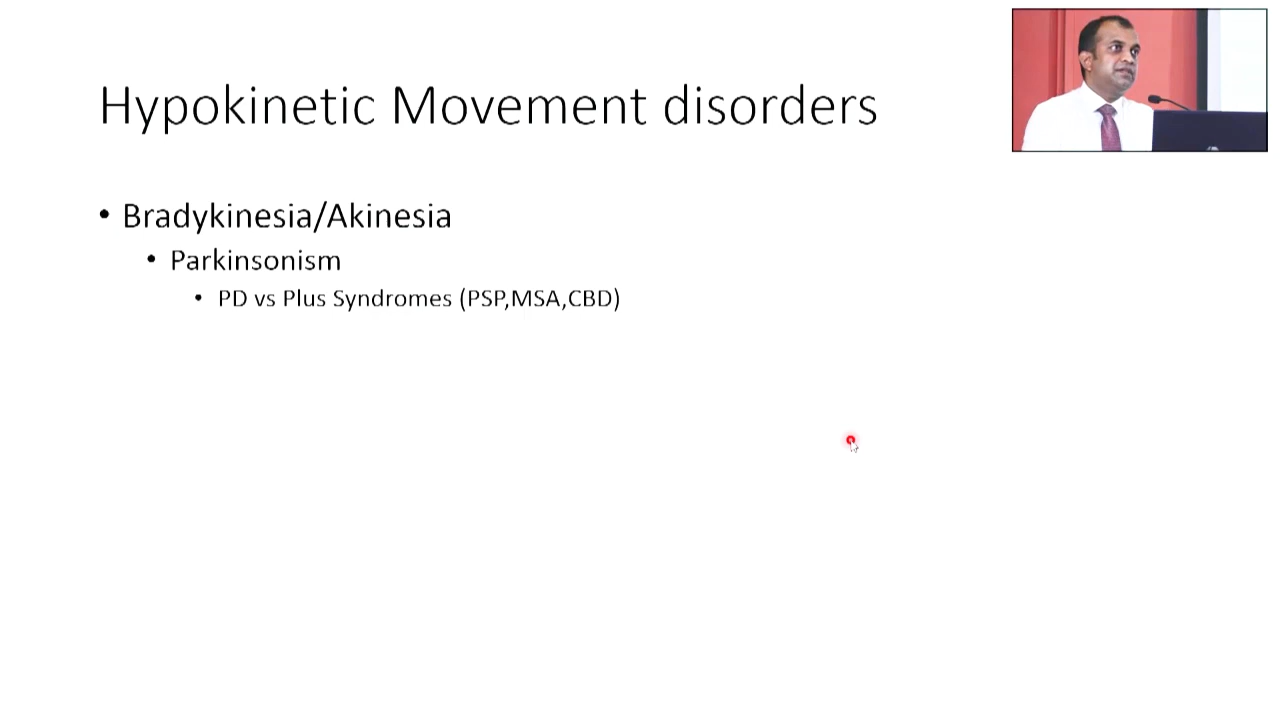 Hypokinetic Movement disorders
• Bradykinesia/Akinesia
• Parkinsonism
• PD vs Plus Syndromes (PSP,MSA,CBD)